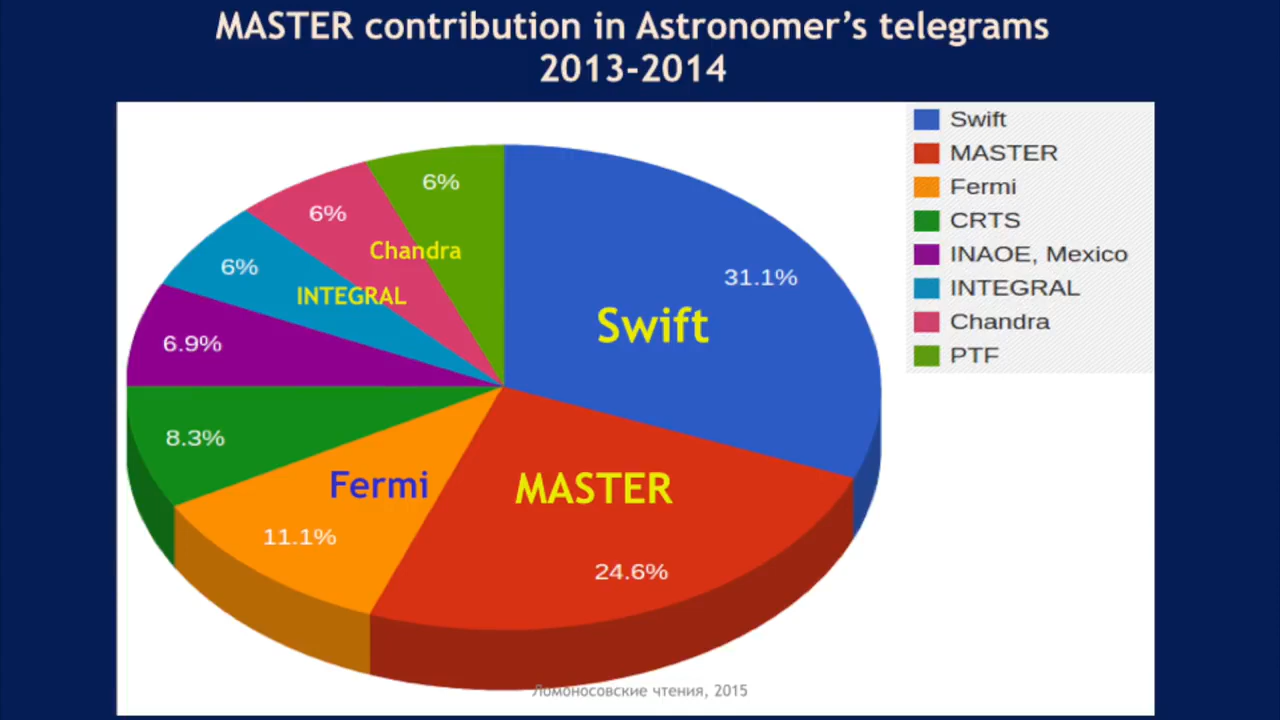 MASTER contribution in Astronomer’s telegrams
2013-2014
Swift
MASTER
Fermi
CRTS
INAOE, Mexico
INTEGRAL
Chandra
PTF
6%
6%
Chandra
6%
INTEGRAL
31.1%
Swift
6.9%
8.3%
Fermi
MASTER
11.1%
24.6%
Ломоносовские чтения, 2015